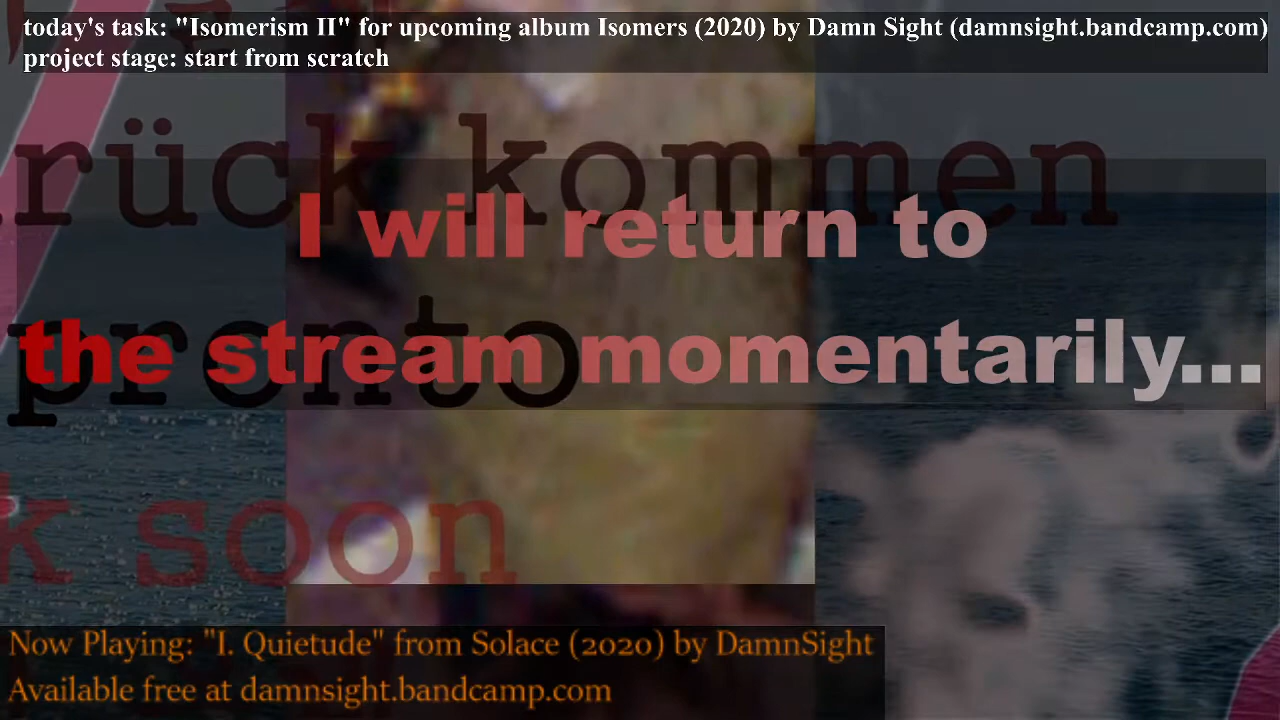 today's task: "Isomerism II" for upcoming album Isomers (2020) by Damn Sight (damnsight.bandcamp.com)
project stage: start from scratch
rück kommen
I will return to
pronto
the stream momentarily...
k soon
Now Playing: "I. Quietude" from Solace (2020) by DamnSight
Available free at damnsight.bandcamp.com